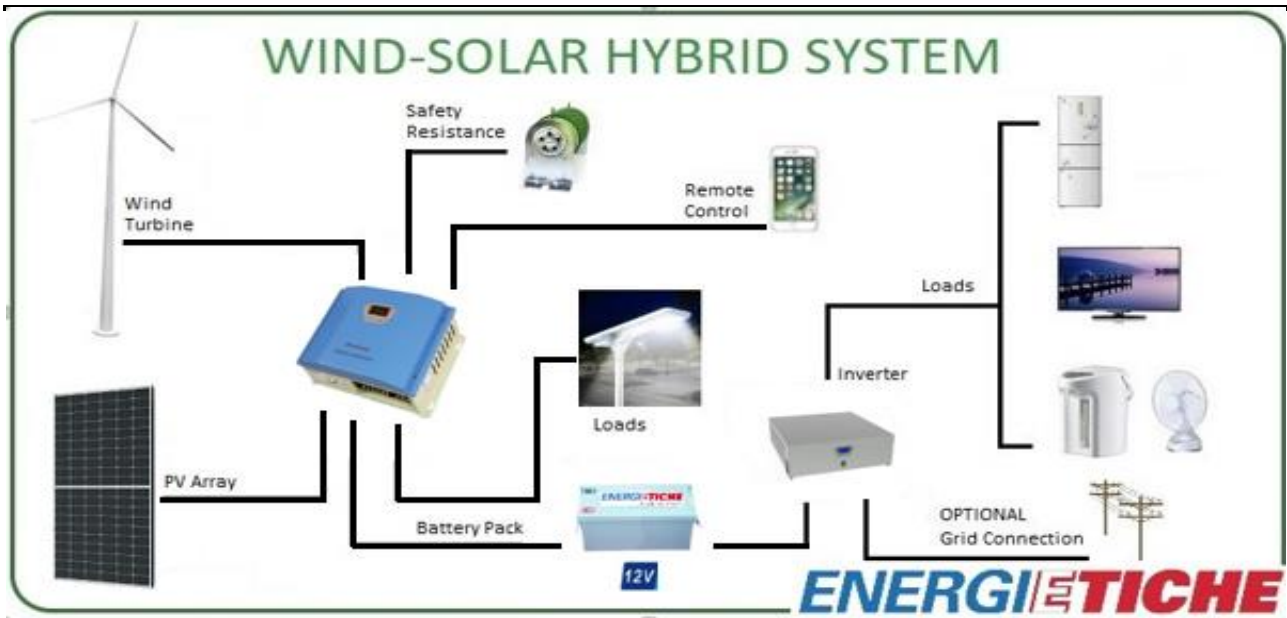 WIND-SOLAR HYBRID SYSTEM
Safety
Resistance
Remote
Control
Wind
Turbine
Loads
Inverter
Loads
PV Array
Battery Pack
ENERGIETICHE
12V
OPTIONAL
Grid Connection
ENERGIETICHE